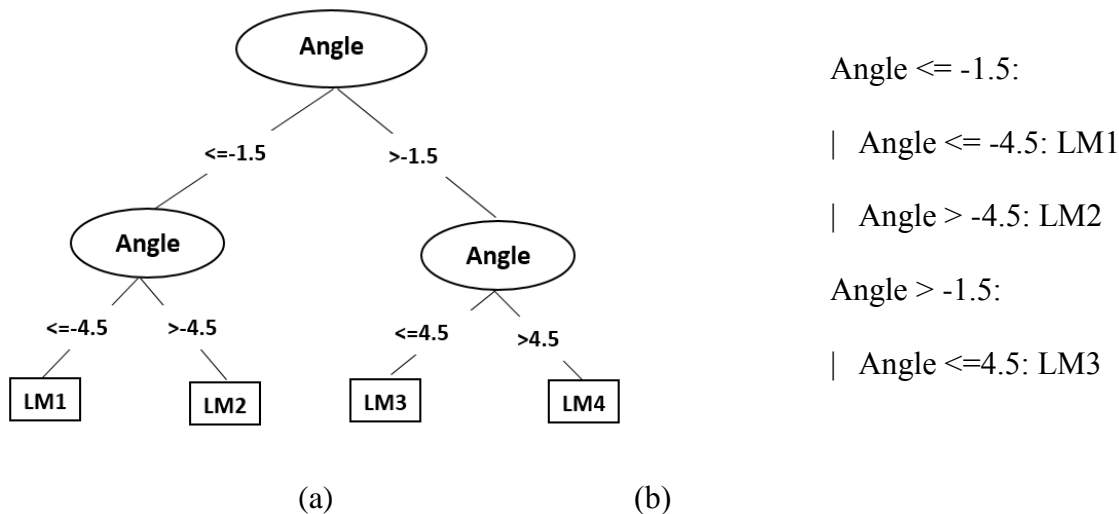 Angle
<=-1.5
>-1.5
Angle
Angle
<=-4.5
>-4.5
<=4.5
>4.5
LM1
LM2
LM3
LM4
Angle <= -1.5:
| Angle <= -4.5: LM1
| Angle > -4.5: LM2
Angle > -1.5:
| Angle <=4.5: LM3
(a)
(b)